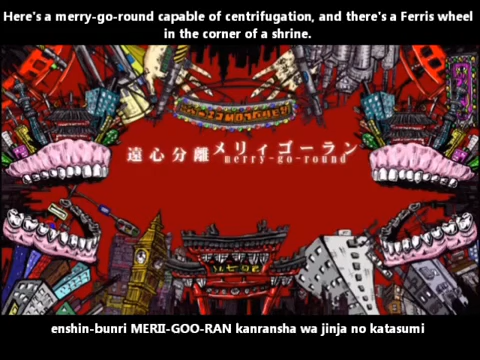 Here's a merry-go-round capable of centrifugation, and there's a Ferris wheel
in the corner of a shrine.
遠心分離メリィゴーラン
merry-go-round
enshin-bunri MERII-GOO-RAN kanransha wa jinja no katasumi